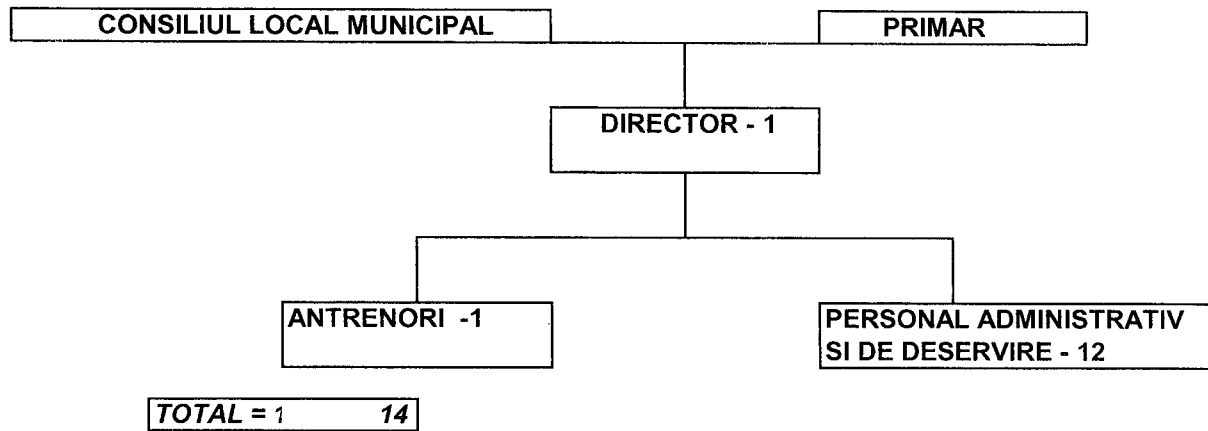 CONSILIUL LOCAL MUNICIPAL
PRIMAR
DIRECTOR - 1
ANTRENORI -1
PERSONAL ADMINISTRATIV
SI DE DESERVIRE - 12
TOTAL = 1 14